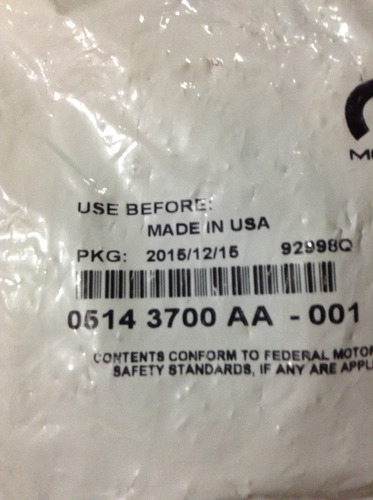 USE BEFORE:
MADE IN USA
PKG: 2015/12/15 92998Q
0514 3700 AA - 001
CONTENTS CONFORM TO FEDERAL MOTOR
SAFETY STANDARDS, IF ANY ARE APPL